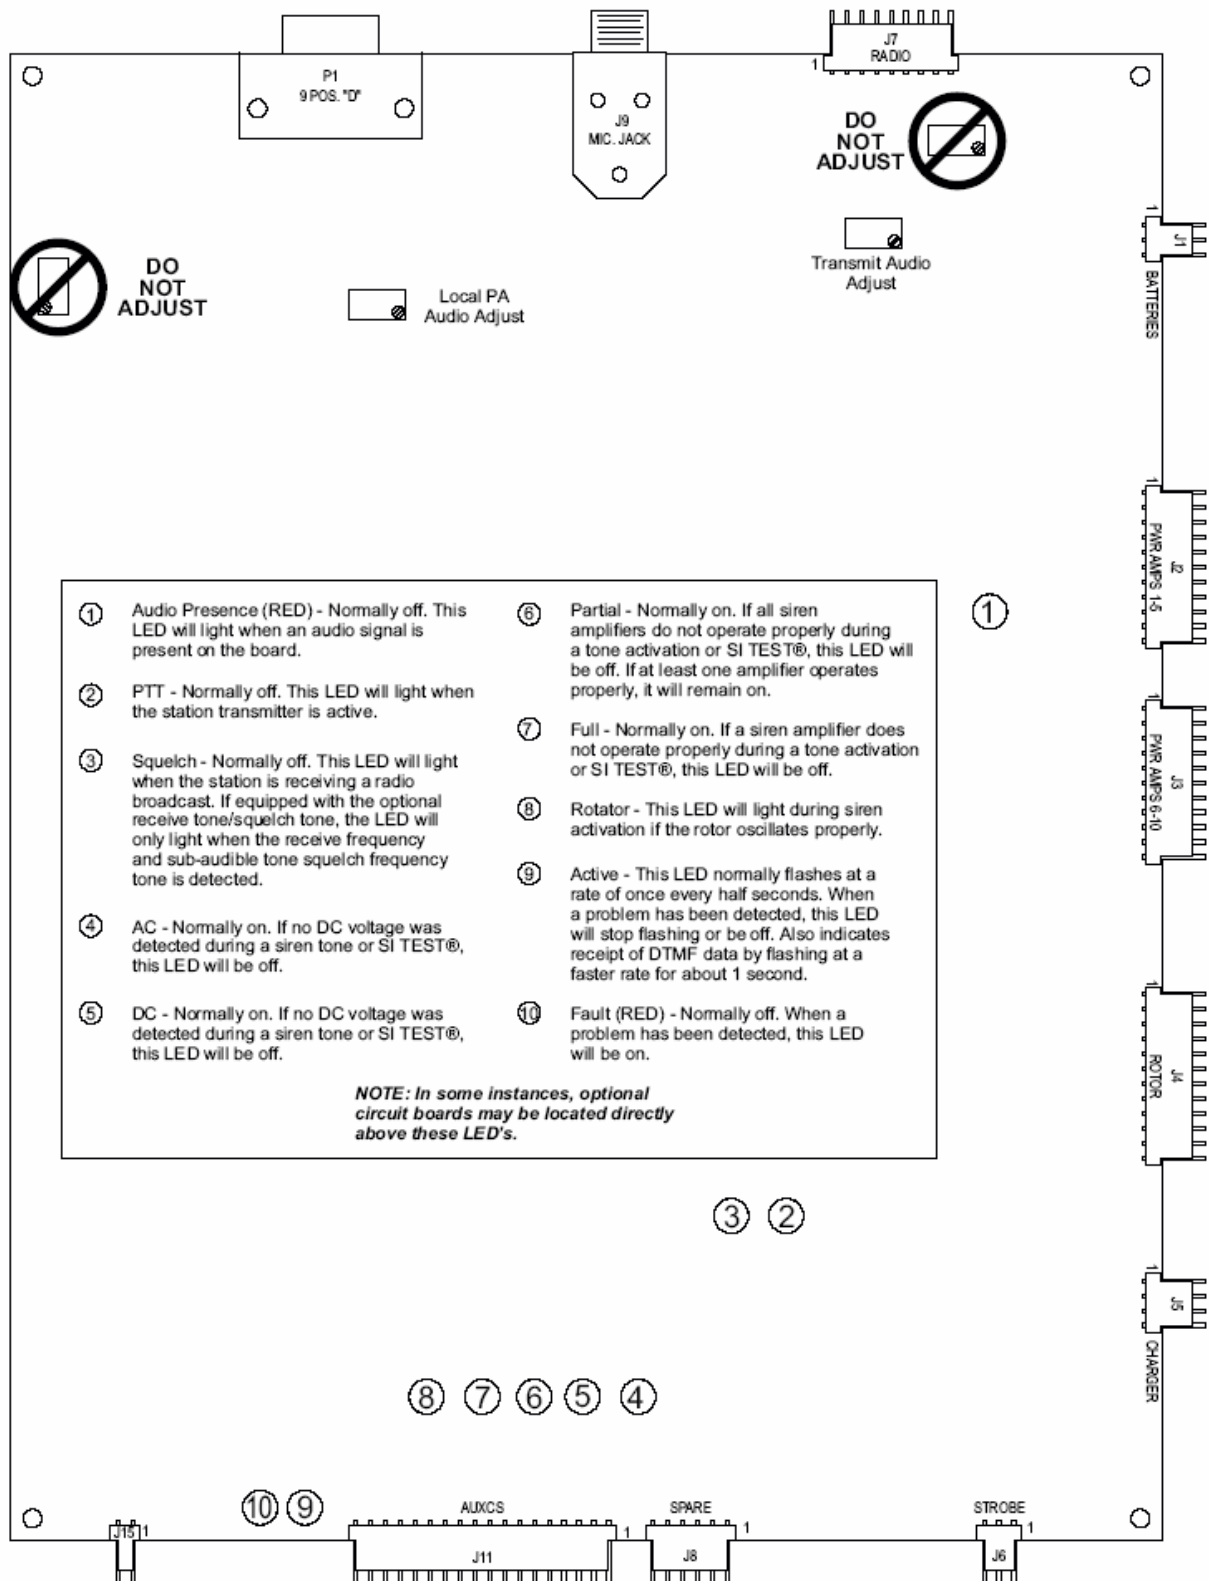 P1
9 POS. "D"
J9
MIC. JACK
J7
RADIO
1
DO
NOT
ADJUST
Transmit Audio
Adjust
DO
NOT
ADJUST
Local PA
Audio Adjust
1
J1
BATTERIES
1
J2
PWR AMPS 1-5
1
J3
PWR AMPS 6-10
1
J4
ROTOR
1
J5
CHARGER
1
1 Audio Presence (RED) - Normally off. This
LED will light when an audio signal is
present on the board.
2 PTT - Normally off. This LED will light when
the station transmitter is active.
3 Squelch - Normally off. This LED will light
when the station is receiving a radio
broadcast. If equipped with the optional
receive tone/squelch tone, the LED will
only light when the receive frequency
and sub-audible tone squelch frequency
tone is detected.
4 AC - Normally on. If no DC voltage was
detected during a siren tone or SI TEST®,
this LED will be off.
5 DC - Normally on. If no DC voltage was
detected during a siren tone or SI TEST®,
this LED will be off.
6 Partial - Normally on. If all siren
amplifiers do not operate properly during
a tone activation or SI TEST®, this LED will
be off. If at least one amplifier operates
properly, it will remain on.
7 Full - Normally on. If a siren amplifier does
not operate properly during a tone activation
or SI TEST®, this LED will be off.
8 Rotator - This LED will light during siren
activation if the rotor oscillates properly.
9 Active - This LED normally flashes at a
rate of once every half seconds. When
a problem has been detected, this LED
will stop flashing or be off. Also indicates
receipt of DTMF data by flashing at a
faster rate for about 1 second.
10 Fault (RED) - Normally off. When a
problem has been detected, this LED
will be on.
NOTE: In some instances, optional
circuit boards may be located directly
above these LED's.
3 2
8 7 6 5 4
10 9
J15 1
AUXCS
J11
1
SPARE
J8
1
STROBE
J6
1